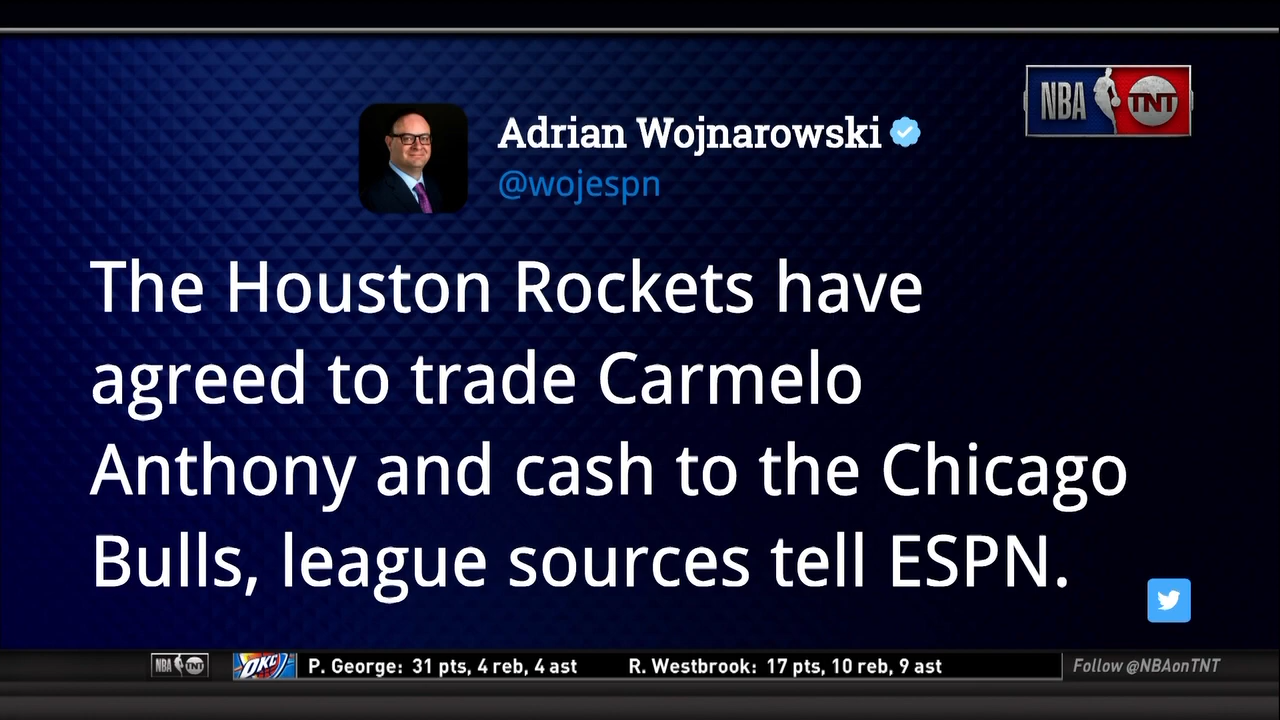 NBA TNT
Adrian Wojnarowski
@wojespn
The Houston Rockets have
agreed to trade Carmelo
Anthony and cash to the Chicago
Bulls, league sources tell ESPN.
NBA TNT OKC P. George: 31 pts, 4 reb, 4 ast R. Westbrook: 17 pts, 10 reb, 9 ast Follow @NBAonTNT